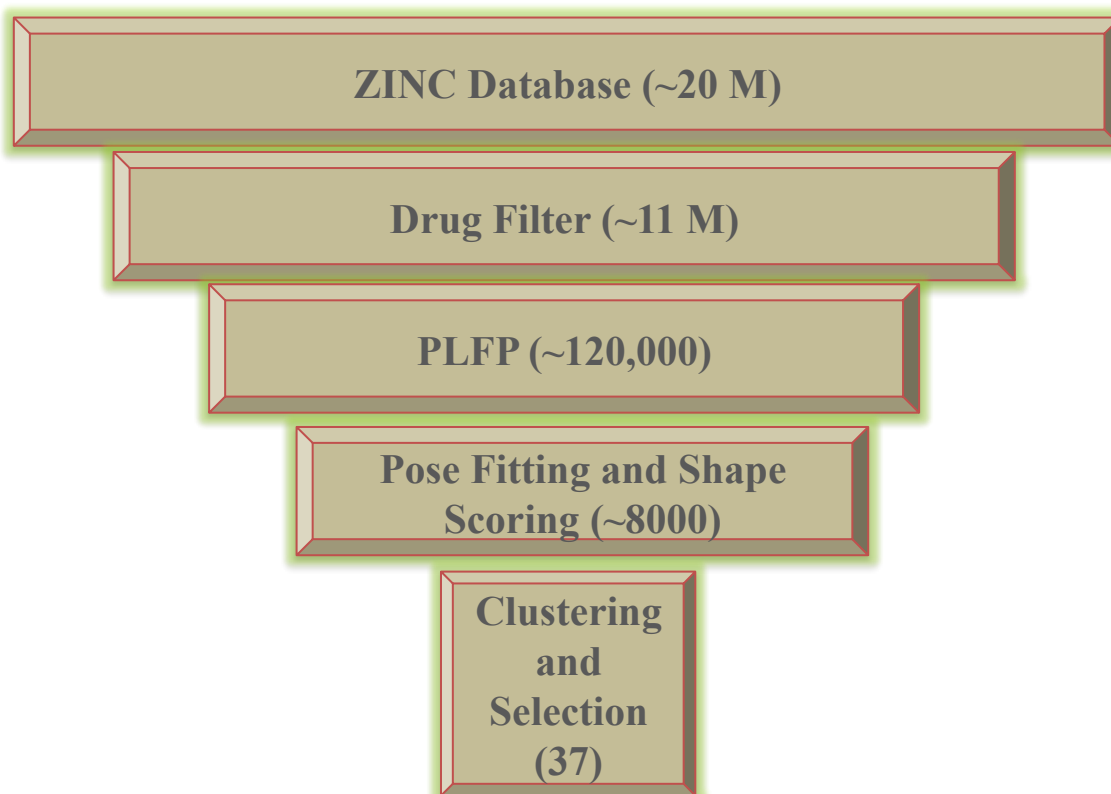 ZINC Database (~20 M)
Drug Filter (~11 M)
PLFP (~120,000)
Pose Fitting and Shape
Scoring (~8000)
Clustering
and
Selection
(37)